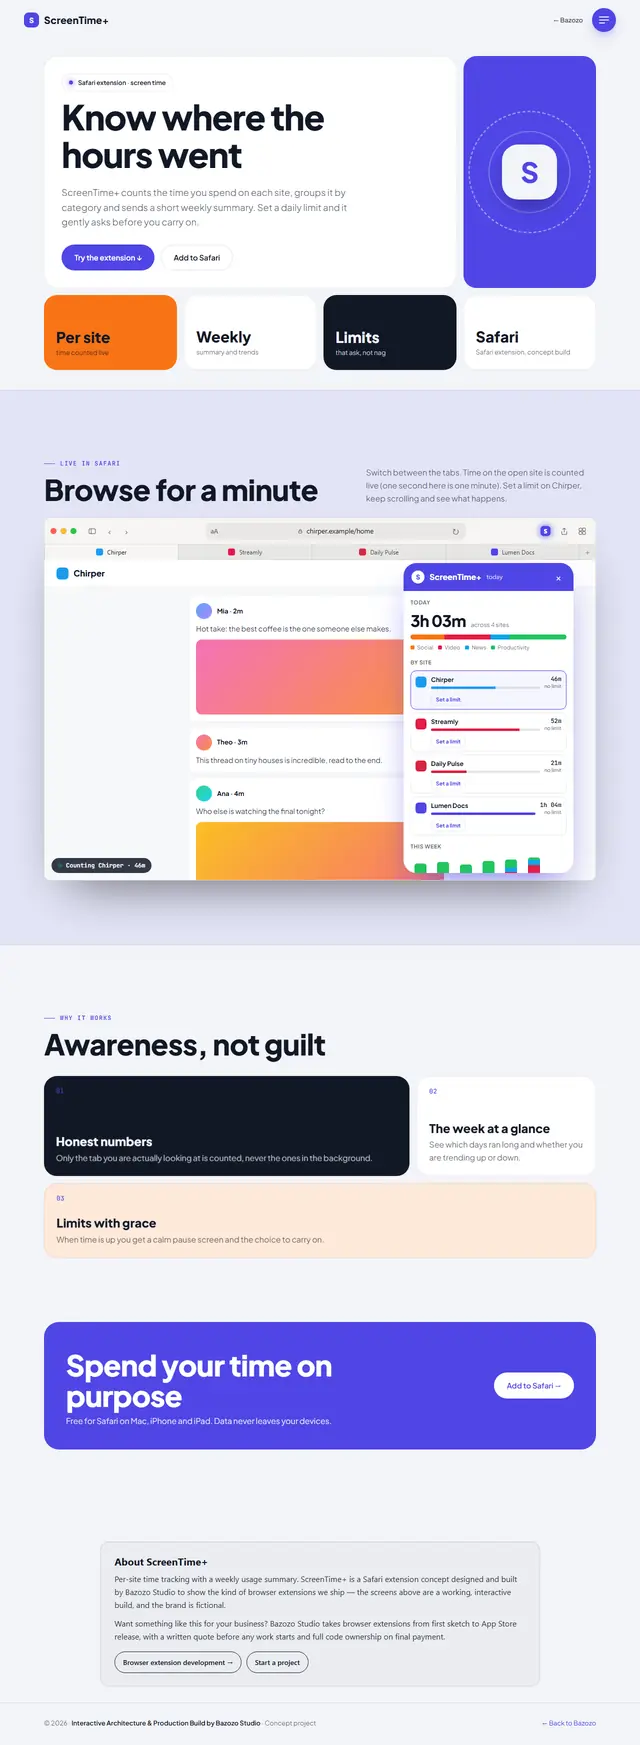 S ScreenTime+
← Bazozo
Safari extension · screen time
Know where the
hours went
ScreenTime+ counts the time you spend on each site, groups it by
category and sends a short weekly summary. Set a daily limit and it
gently asks before you carry on.
Try the extension ↓
Add to Safari
S
Per site
time counted live
Weekly
summary and trends
Limits
that ask, not nag
Safari
Safari extension, concept build
LIVE IN SAFARI
Browse for a minute
Switch between the tabs. Time on the open site is counted
live (one second here is one minute). Set a limit on Chirper,
keep scrolling and see what happens.
aA
chirper.example/home
S
Chirper
Streamly
Daily Pulse
Lumen Docs
+
Chirper
Mia · 2m
Hot take: the best coffee is the one someone else makes.
Theo · 3m
This thread on tiny houses is incredible, read to the end.
Ana · 4m
Who else is watching the final tonight?
Counting Chirper · 46m
S ScreenTime+ today ×
TODAY
3h 03m across 4 sites
Social Video News Productivity
BY SITE
Chirper 46m
no limit
Set a limit
Streamly 52m
no limit
Set a limit
Daily Pulse 21m
no limit
Set a limit
Lumen Docs 1h 04m
no limit
Set a limit
THIS WEEK
WHY IT WORKS
Awareness, not guilt
01
Honest numbers
Only the tab you are actually looking at is counted, never the ones in the background.
02
The week at a glance
See which days ran long and whether you
are trending up or down.
03
Limits with grace
When time is up you get a calm pause screen and the choice to carry on.
Spend your time on
purpose
Free for Safari on Mac, iPhone and iPad. Data never leaves your devices.
Add to Safari →
About ScreenTime+
Per-site time tracking with a weekly usage summary. ScreenTime+ is a Safari extension concept designed and built
by Bazozo Studio to show the kind of browser extensions we ship — the screens above are a working, interactive
build, and the brand is fictional.
Want something like this for your business? Bazozo Studio takes browser extensions from first sketch to App Store
release, with a written quote before any work starts and full code ownership on final payment.
Browser extension development →
Start a project
© 2026 Interactive Architecture & Production Build by Bazozo Studio · Concept project
← Back to Bazozo